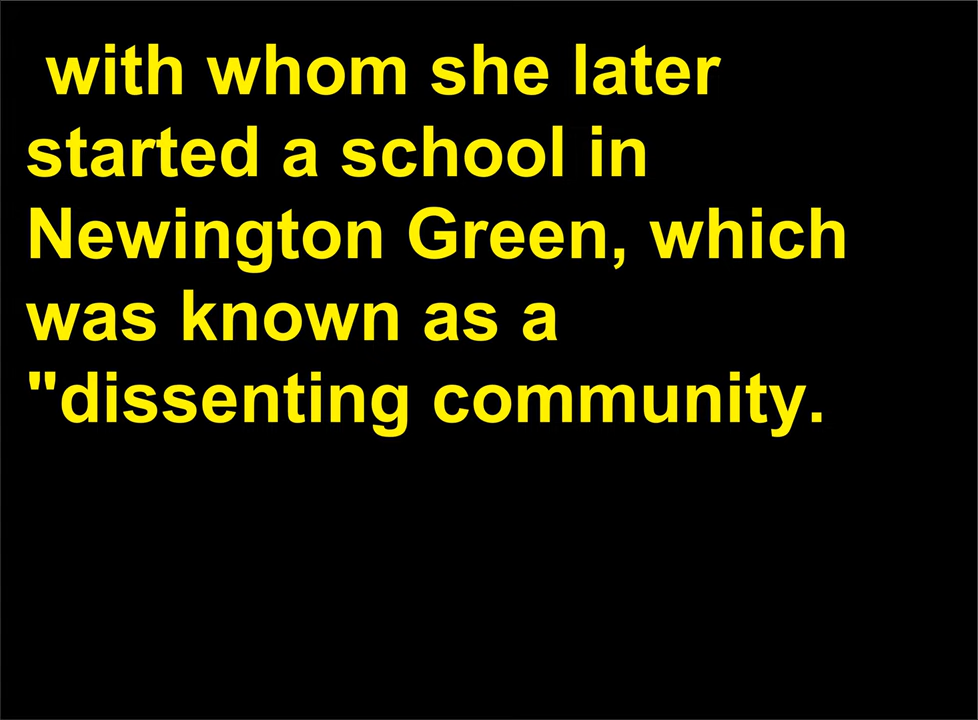 with whom she later
started a school in
Newington Green, which
was known as a
"dissenting community.